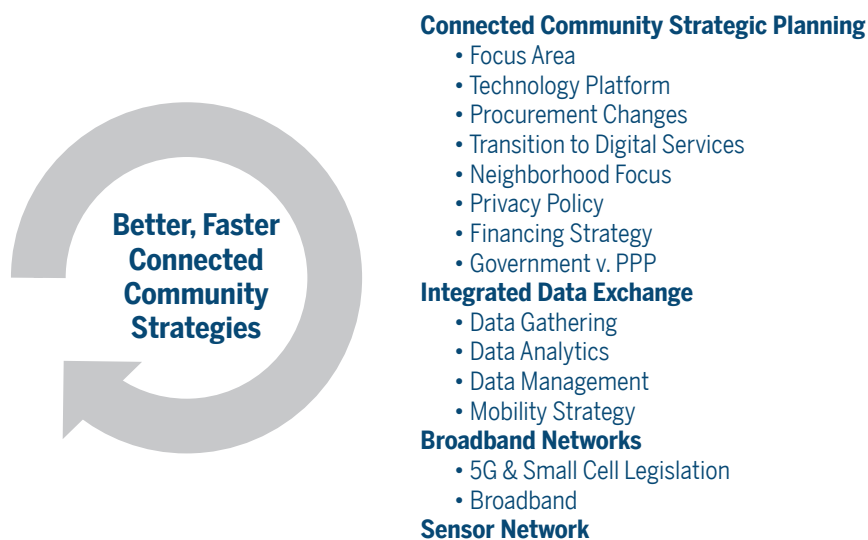 Better, Faster
Connected
Community
Strategies
Connected Community Strategic Planning
• Focus Area
• Technology Platform
• Procurement Changes
• Transition to Digital Services
• Neighborhood Focus
• Privacy Policy
• Financing Strategy
• Government v. PPP
Integrated Data Exchange
• Data Gathering
• Data Analytics
• Data Management
• Mobility Strategy
Broadband Networks
• 5G & Small Cell Legislation
• Broadband
Sensor Network